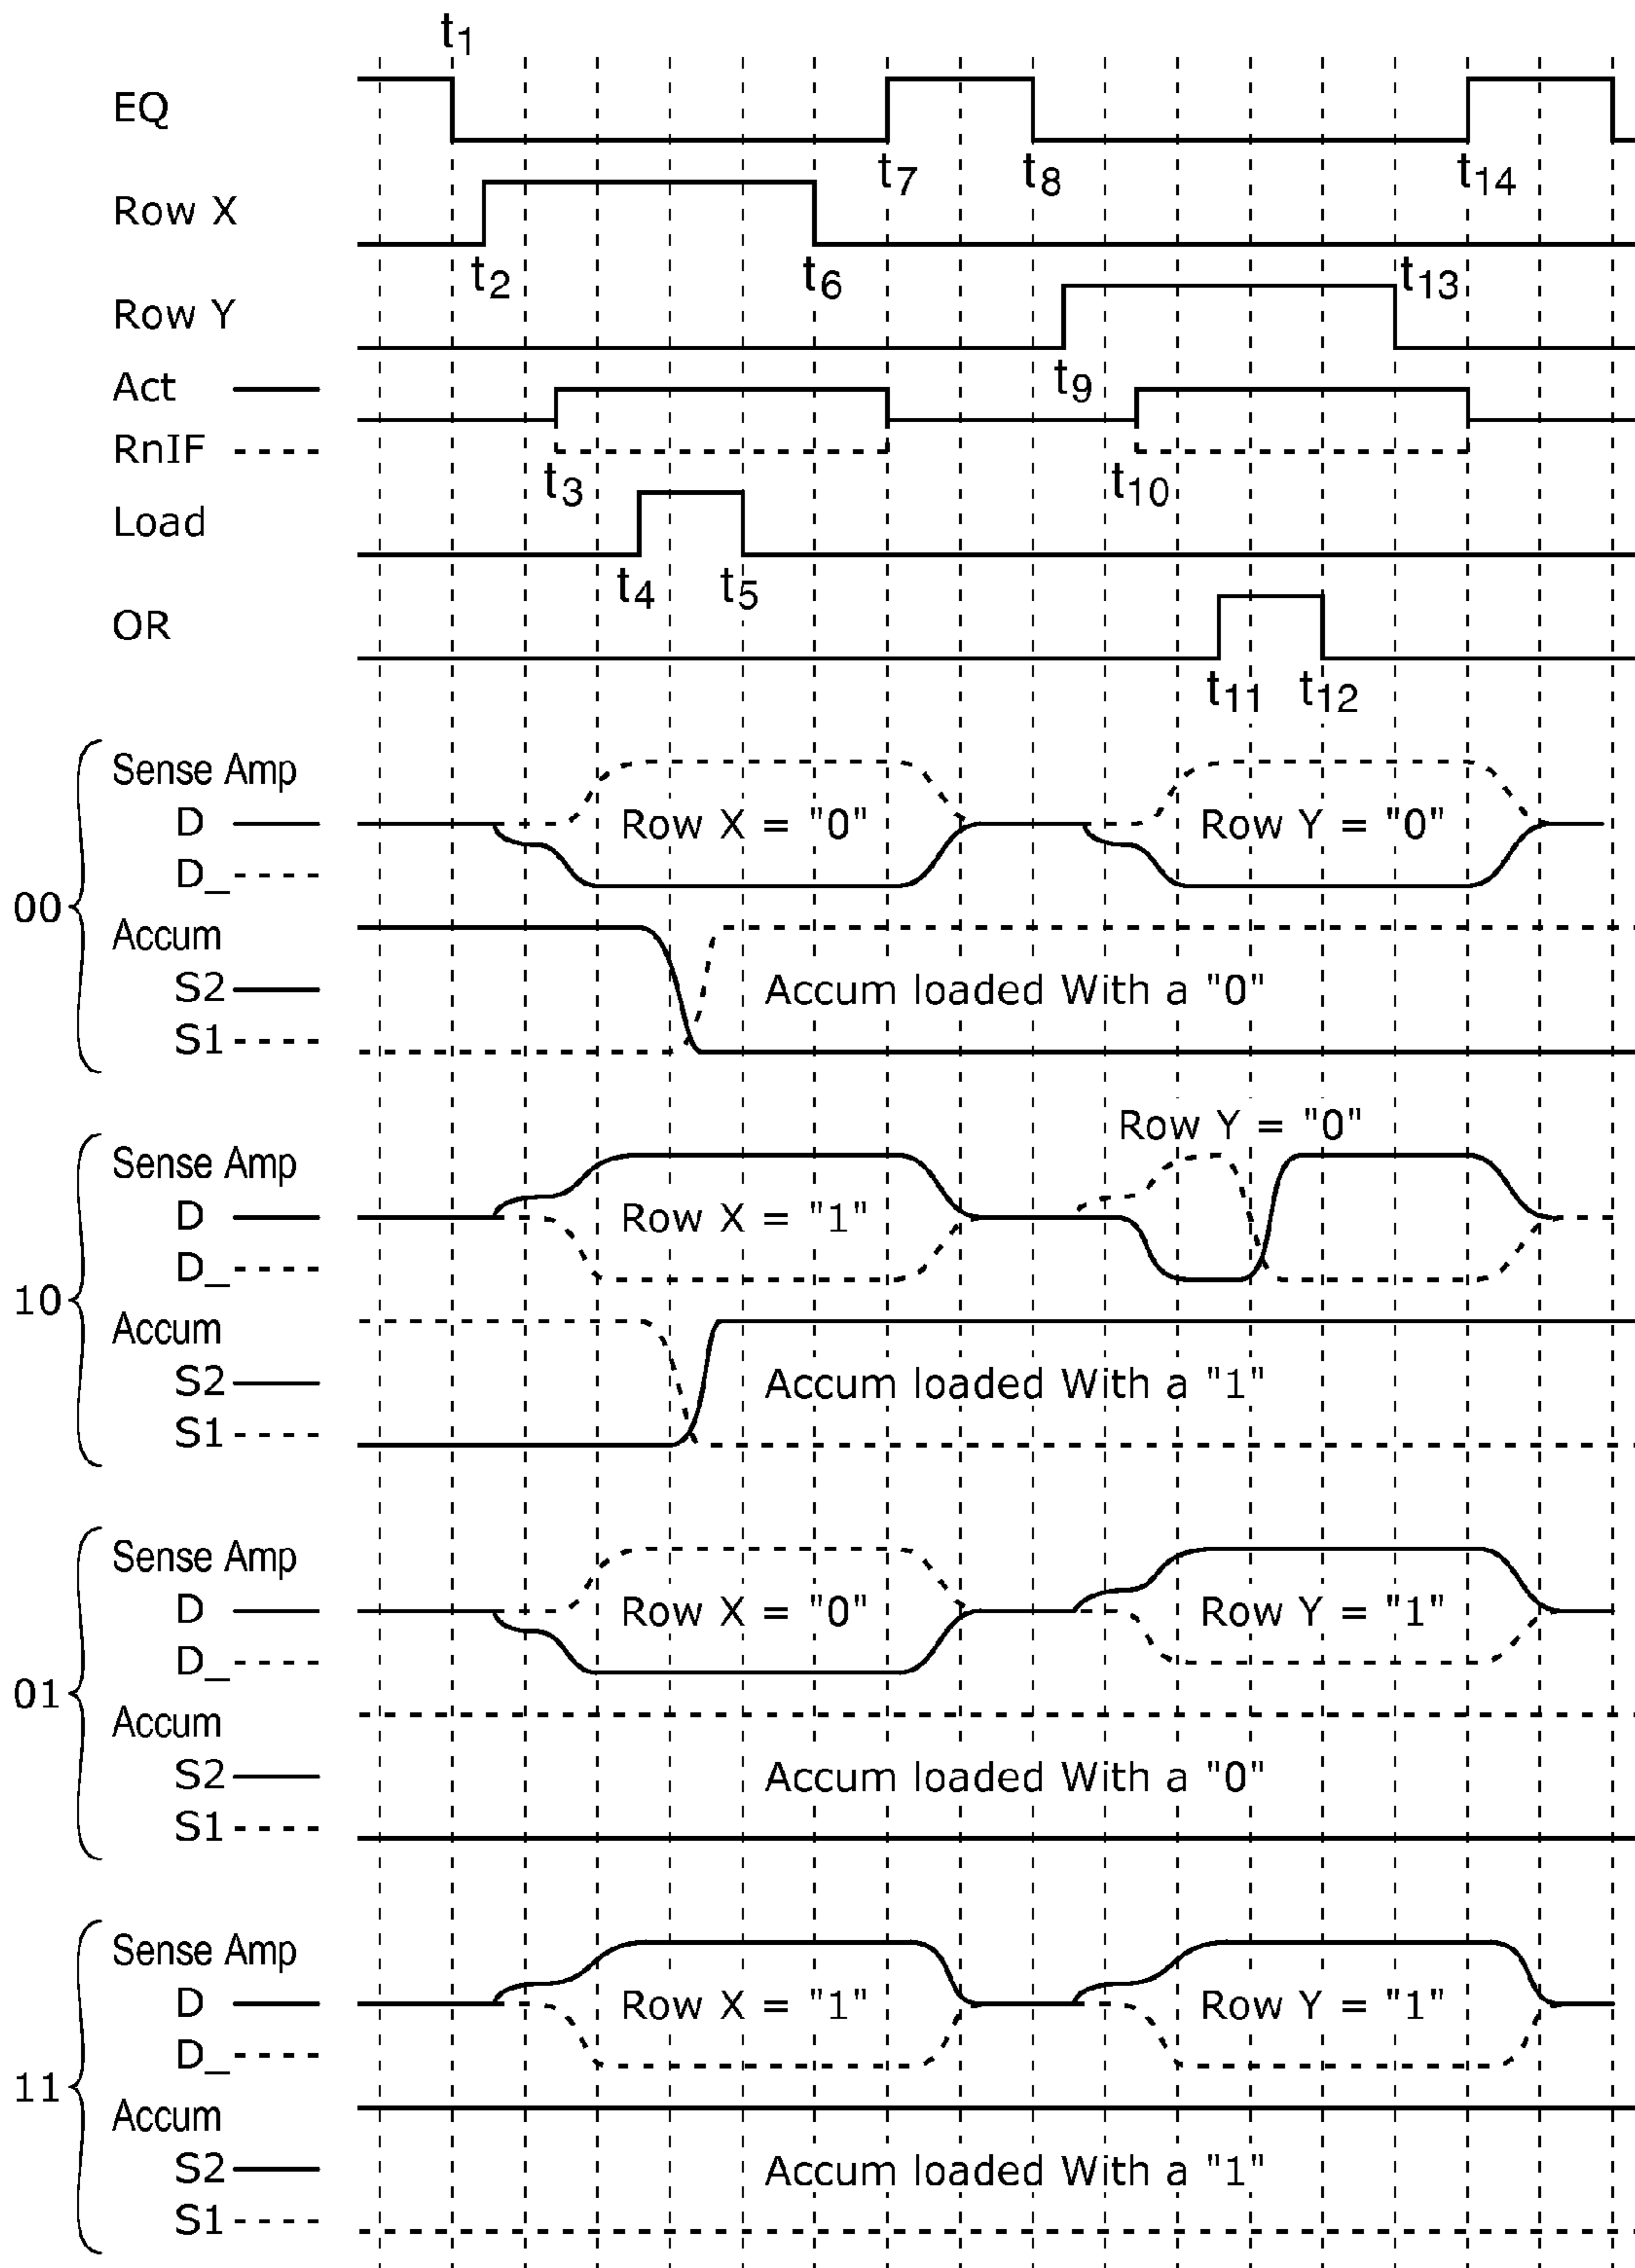 t1
EQ
t7 t8 t14
Row X
t2 t6 t13
Row Y
t9
Act
RnIF
t3 t10
Load
t4 t5
OR
t11 t12
00
Sense Amp
D
D_
Row X = "0" Row Y = "0"
Accum
S2
S1
Accum loaded With a "0"
10
Row Y = "0"
Sense Amp
D
D_
Row X = "1"
Accum
S2
S1
Accum loaded With a "1"
01
Sense Amp
D
D_
Row X = "0" Row Y = "1"
Accum
S2
S1
Accum loaded With a "0"
11
Sense Amp
D
D_
Row X = "1" Row Y = "1"
Accum
S2
S1
Accum loaded With a "1"